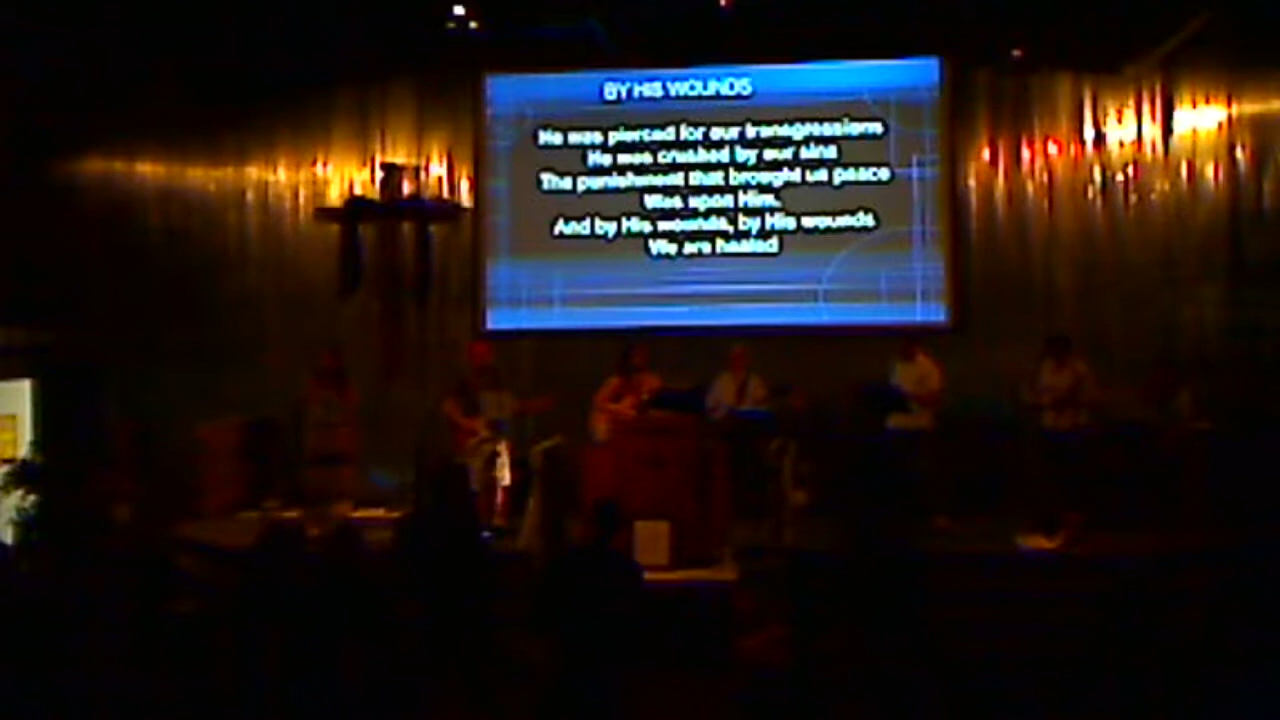 BY HIS WOUNDS
He was pierced for our transgressions
He was crushed by our sins
The punishment that brought us peace
Was upon Him.
And by His wounds, by His wounds
We are healed